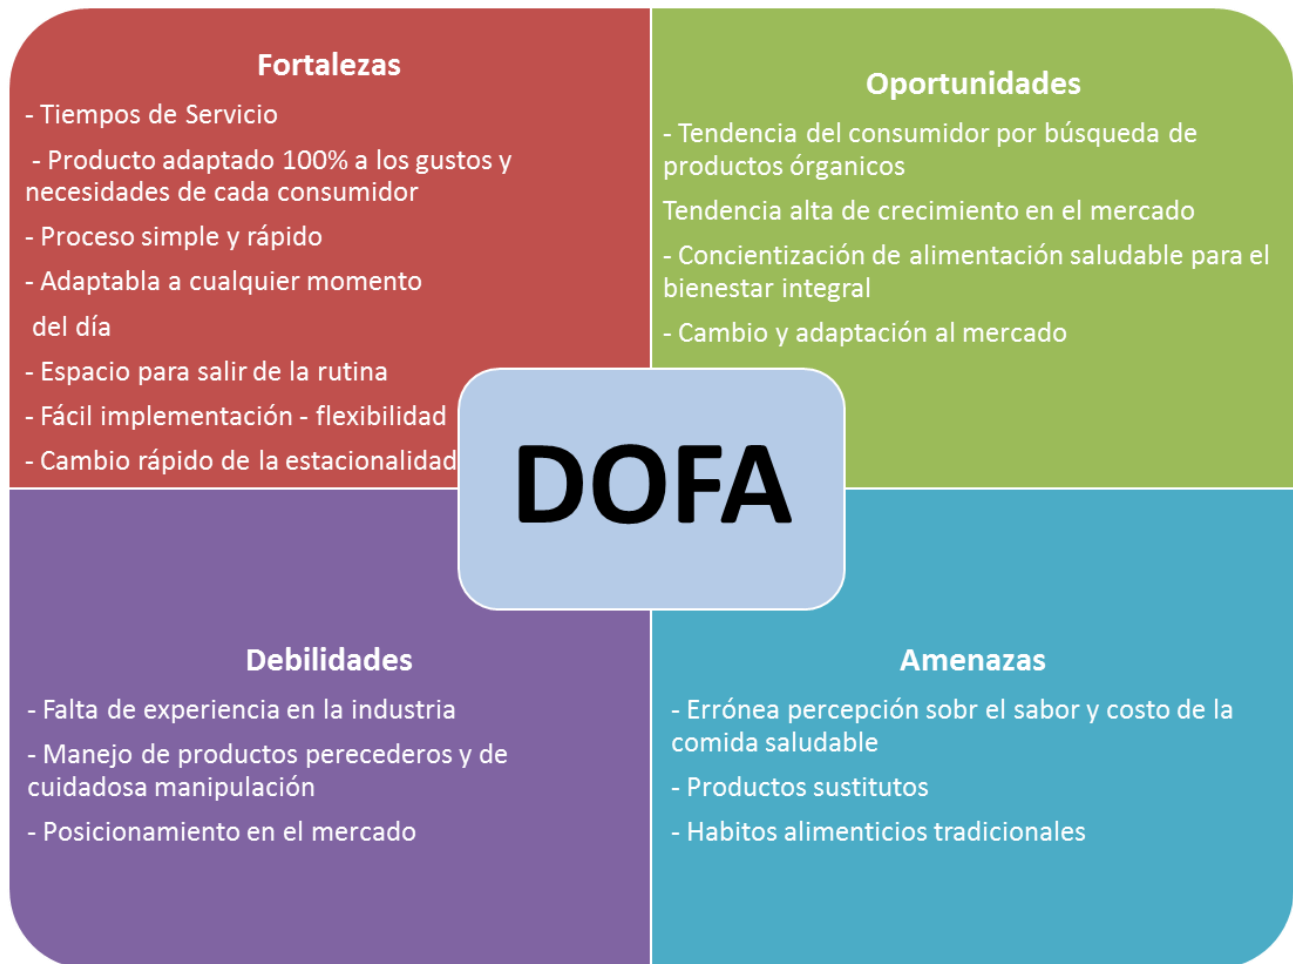 Fortalezas
- Tiempos de Servicio
- Producto adaptado 100% a los gustos y
necesidades de cada consumidor
- Proceso simple y rápido
- Adaptabla a cualquier momento
del día
- Espacio para salir de la rutina
- Fácil implementación - flexibilidad
- Cambio rápido de la estacionalidad
Oportunidades
- Tendencia del consumidor por búsqueda de
productos órganicos
Tendencia alta de crecimiento en el mercado
- Concientización de alimentación saludable para el
bienestar integral
- Cambio y adaptación al mercado
DOFA
Debilidades
- Falta de experiencia en la industria
- Manejo de productos perecederos y de
cuidadosa manipulación
- Posicionamiento en el mercado
Amenazas
- Errónea percepción sobr el sabor y costo de la
comida saludable
- Productos sustitutos
- Habitos alimenticios tradicionales